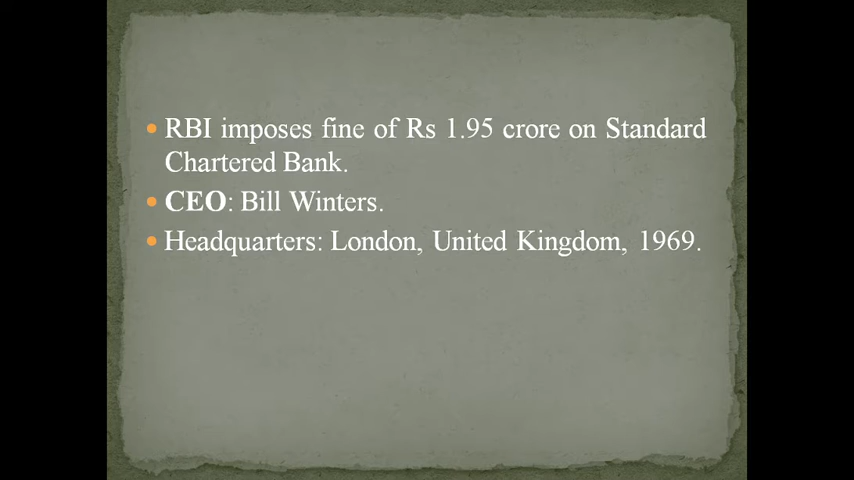 RBI imposes fine of Rs 1.95 crore on Standard
Chartered Bank.
CEO: Bill Winters.
Headquarters: London, United Kingdom, 1969.